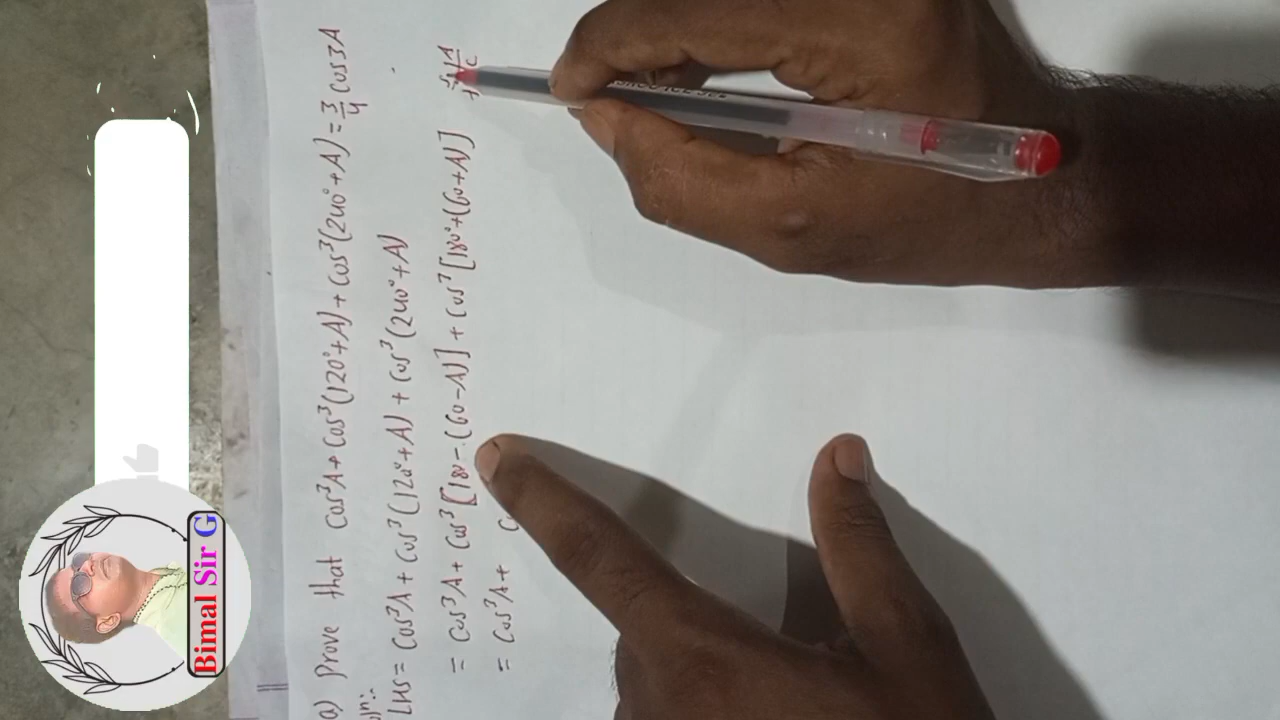 a) Prove that Cos³A + Cos³(120°+A) + Cos³(240°+A) = 3/4 Cos3A
LHS = Cos³A + Cos³(120°+A) + Cos³(240°+A)
= Cos³A + Cos³[180-(60-A)] + Cos³[180°+(60+A)]
= Cos³A +
Bimal Sir G